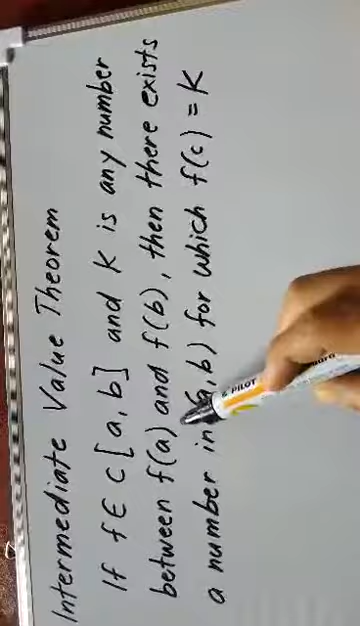 Intermediate Value Theorem
If f∈ C[a,b] and K is any number
between f(a) and f(b), then there exists
a number in (a,b) for which f(c) = K
PILOT